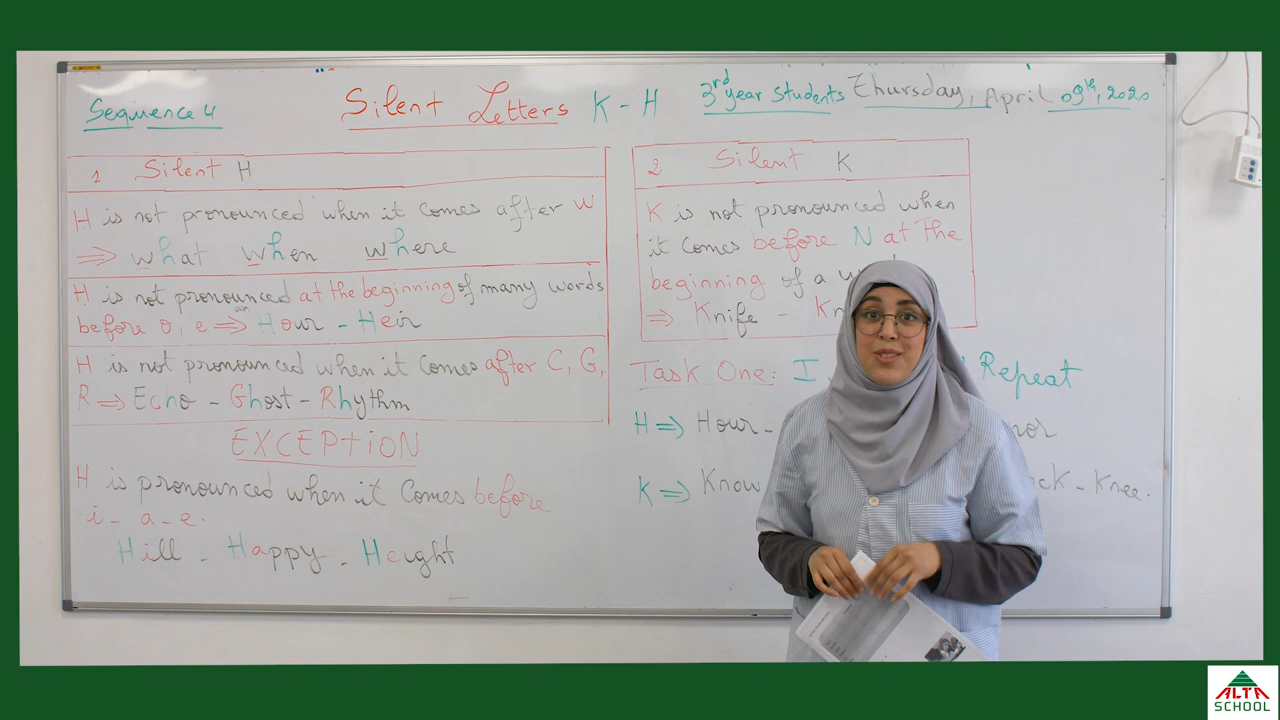 Sequence 4
Silent Letters K - H
3rd year students
Thursday, April 09th, 2020
1 Silent H
H is not pronounced when it comes after W
⇒ what when where
H is not pronounced at the beginning of many words
before o, e ⇒ an Hour - Heir
H is not pronounced when it comes after C, G,
R ⇒ Echo - Ghost - Rhythm
EXCEPTION
H is pronounced when it comes before
i - a - e.
Hill - Happy - Height
2 Silent K
K is not pronounced when
it comes before N at the
beginning of a
⇒ Knife - Kn
Task One: I Repeat
H ⇒ Hour - nor
K ⇒ Know ck - Knee.
ALTA
SCHOOL